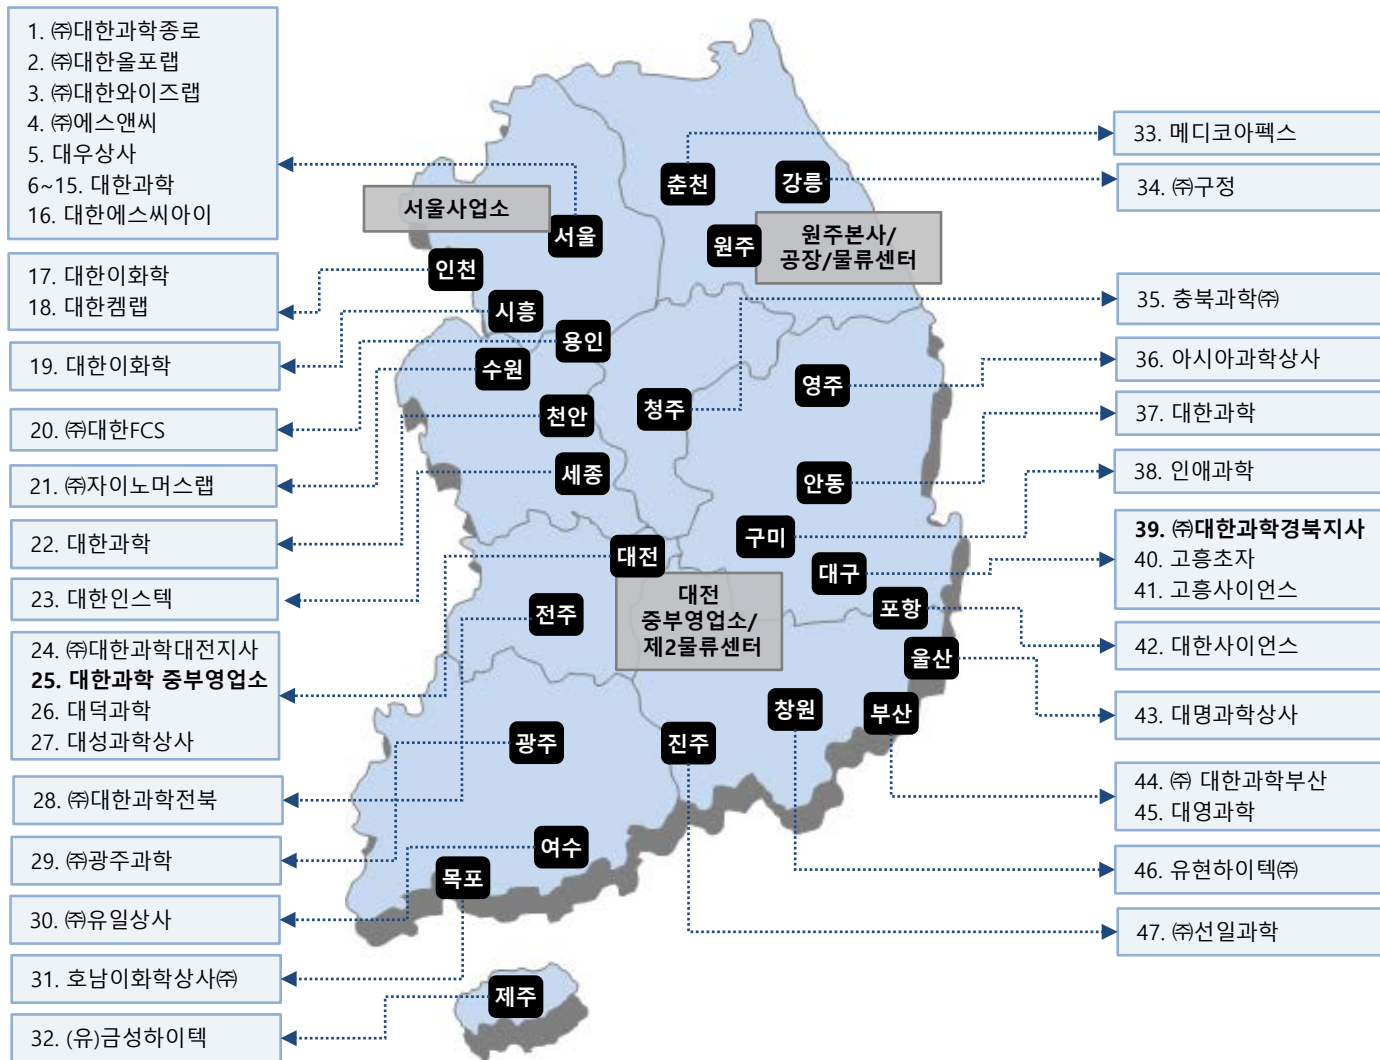 1. ㈜대한과학종로
2. ㈜대한올포랩
3. ㈜대한와이즈랩
4. ㈜에스앤씨
5. 대우상사
6~15. 대한과학
16. 대한에스씨아이
17. 대한이화학
18. 대한켐랩
19. 대한이화학
20. ㈜대한FCS
21. ㈜자이노머스랩
22. 대한과학
23. 대한인스텍
24. ㈜대한과학대전지사
25. 대한과학 중부영업소
26. 대덕과학
27. 대성과학상사
28. ㈜대한과학전북
29. ㈜광주과학
30. ㈜유일상사
31. 호남이화학상사㈜
32. (유)금성하이텍
서울사업소
서울
인천
시흥
용인
수원
천안
세종
춘천
강릉
원주
원주본사/
공장/물류센터
청주
영주
안동
구미
대구
포항
울산
대전
대전
중부영업소/
제2물류센터
전주
창원
부산
진주
광주
여수
목포
제주
33. 메디코아펙스
34. ㈜구정
35. 충북과학㈜
36. 아시아과학상사
37. 대한과학
38. 인애과학
39. ㈜대한과학경북지사
40. 고흥초자
41. 고흥사이언스
42. 대한사이언스
43. 대명과학상사
44. ㈜ 대한과학부산
45. 대영과학
46. 유현하이텍㈜
47. ㈜선일과학